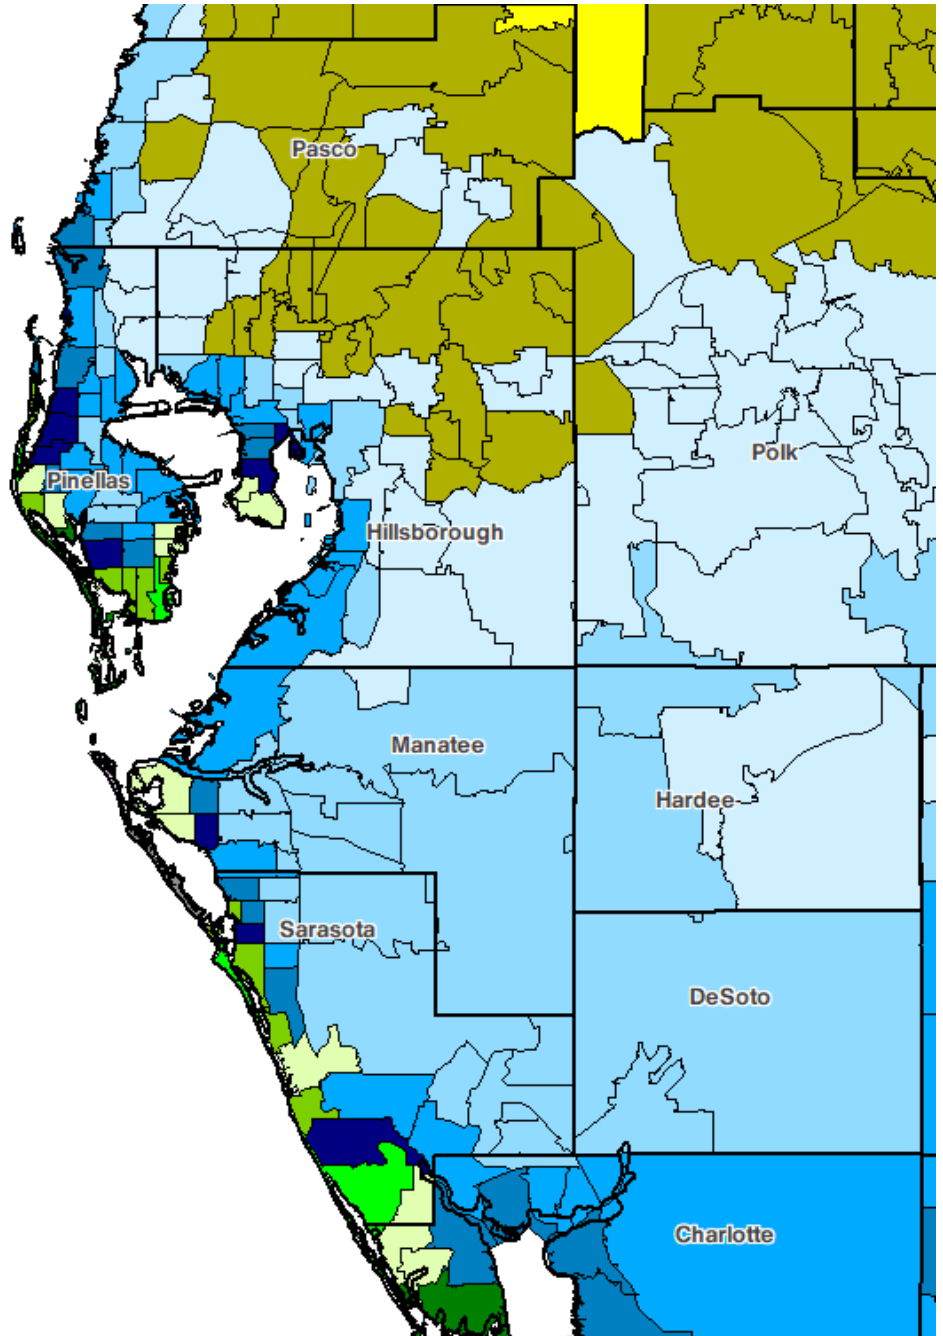 Pasco
Polk
Pinellas
Hillsborough
Manatee
Hardee
Sarasota
DeSoto
Charlotte